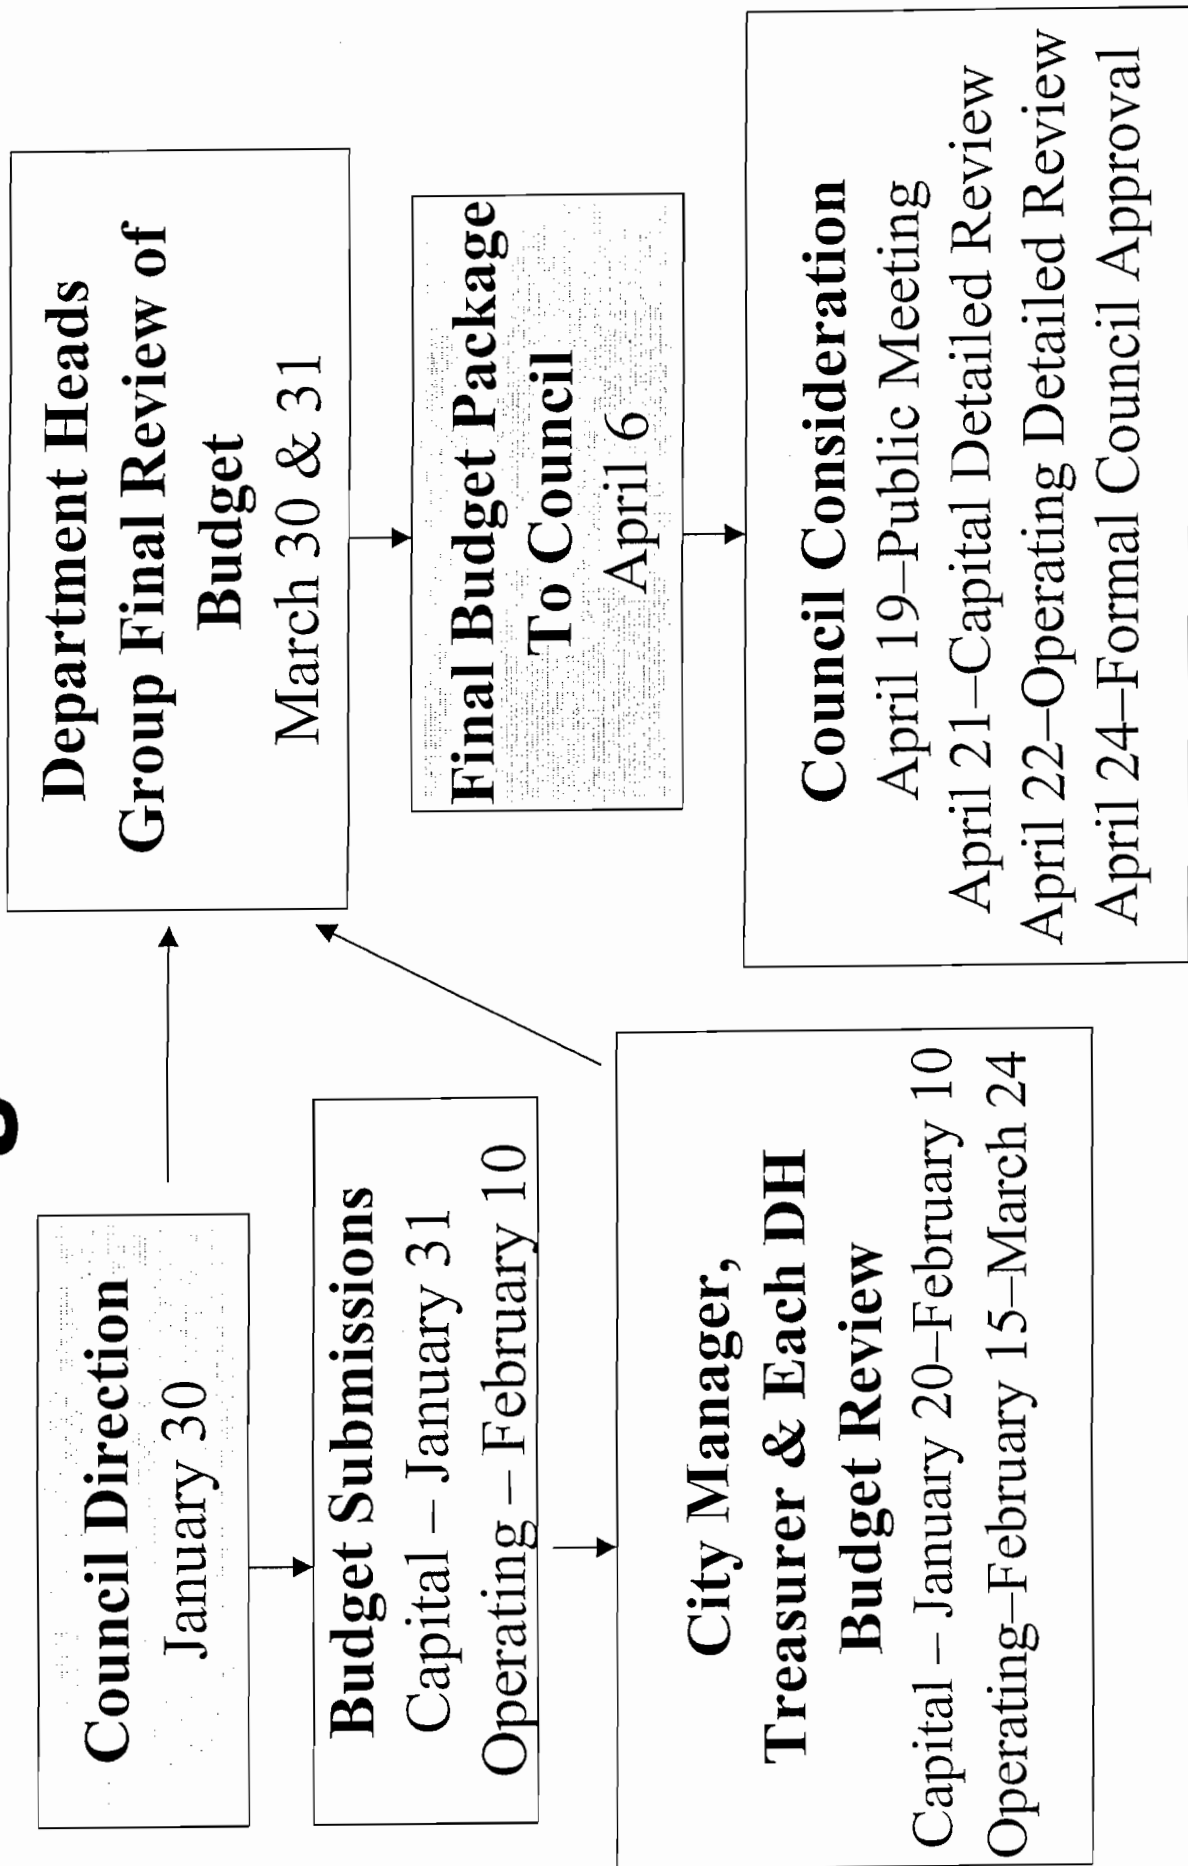 Council Direction
January 30
Budget Submissions
Capital – January 31
Operating – February 10
City Manager,
Treasurer & Each DH
Budget Review
Capital – January 20–February 10
Operating–February 15–March 24
Department Heads
Group Final Review of
Budget
March 30 & 31
Final Budget Package
To Council
April 6
Council Consideration
April 19–Public Meeting
April 21–Capital Detailed Review
April 22–Operating Detailed Review
April 24–Formal Council Approval